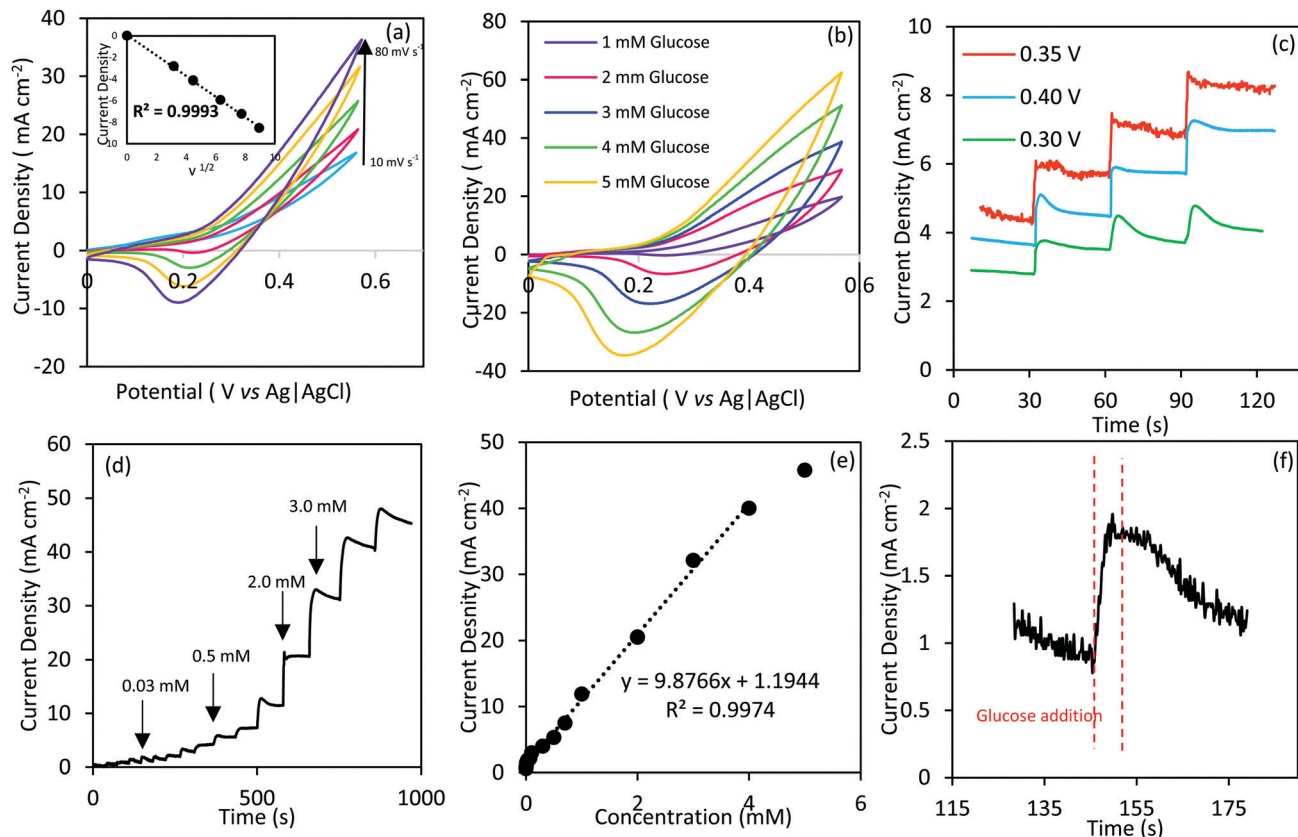 (a)
Current Density ( mA cm-2)
40
30
20
10
0
-10
-20
0
0.2
0.4
0.6
Potential ( V vs Ag|AgCl)
80 mV s-1
10 mV s-1
Current Density
0
-2
-4
-6
-8
10
R² = 0.9993
0
2
4
6
8
10
v 1/2
(b)
Current Density ( mA cm-2)
80
60
40
20
0
-20
-40
0
0.2
0.4
0.6
Potential ( V vs Ag|AgCl)
1 mM Glucose
2 mm Glucose
3 mM Glucose
4 mM Glucose
5 mM Glucose
(c)
Current Density (mA cm-2)
10
8
6
4
2
0
0
30
60
90
120
Time (s)
0.35 V
0.40 V
0.30 V
(d)
Current Density (mA cm-2)
60
50
40
30
20
10
0
0
500
1000
Time (s)
0.03 mM
0.5 mM
2.0 mM
3.0 mM
(e)
Current Desnity (mA cm-2)
50
40
30
20
10
0
0
2
4
6
Concentration (mM)
y = 9.8766x + 1.1944
R² = 0.9974
(f)
Current Density (mA cm-2)
2.5
2
1.5
1
0.5
0
115
135
155
175
Time (s)
Glucose addition